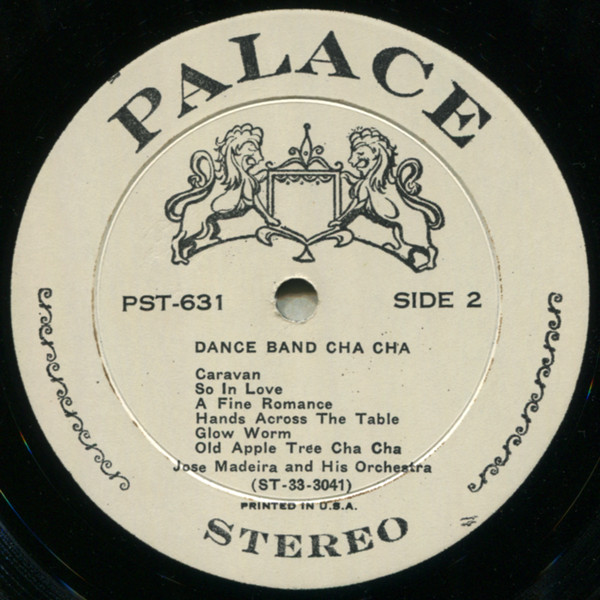 PALACE
PST-631 SIDE 2
DANCE BAND CHA CHA
Caravan
So In Love
A Fine Romance
Hands Across The Table
Glow Worm
Old Apple Tree Cha Cha
Jose Madeira and His Orchestra
(ST-33-3041)
PRINTED IN U.S.A.
STEREO